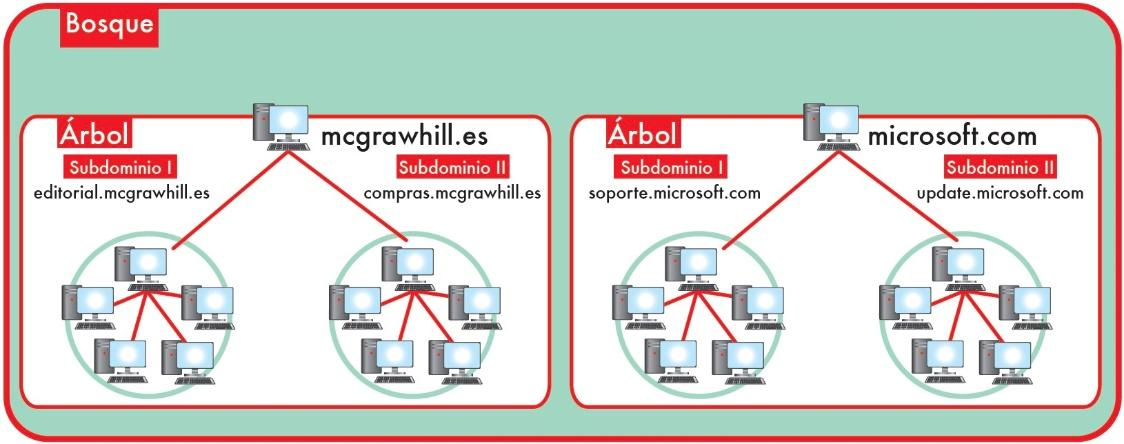 Bosque
Árbol
mcgrawhill.es
Subdominio I
Subdominio II
editorial.mcgrawhill.es
compras.mcgrawhill.es
Árbol
microsoft.com
Subdominio I
Subdominio II
soporte.microsoft.com
update.microsoft.com